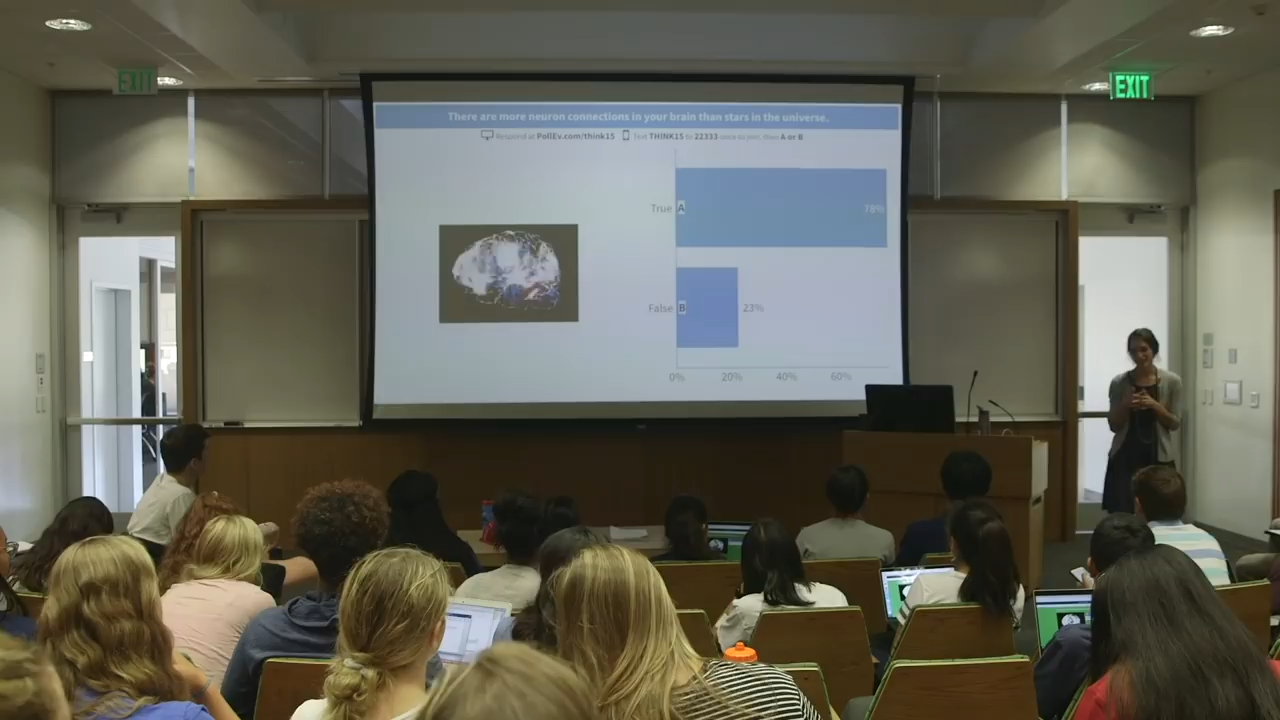 EXIT
EXIT
There are more neuron connections in your brain than stars in the universe.
Respond at PollEv.com/think15 Text THINK15 to 22333 once to join, then A or B
True A 78%
False B 23%
0% 20% 40% 60%